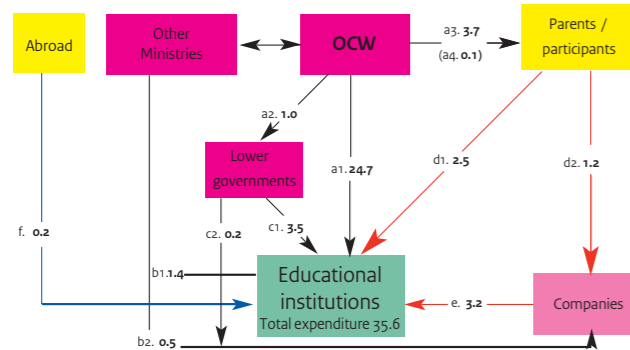 Abroad
Other
Ministries
OCW
a3. 3.7
(a4. 0.1)
Parents /
participants
a2. 1.0
Lower
governments
a1. 24.7
d1. 2.5
d2. 1.2
f. 0.2
c2. 0.2
c1. 3.5
b1. 1.4
Educational
institutions
Total expenditure 35.6
e. 3.2
Companies
b2. 0.5